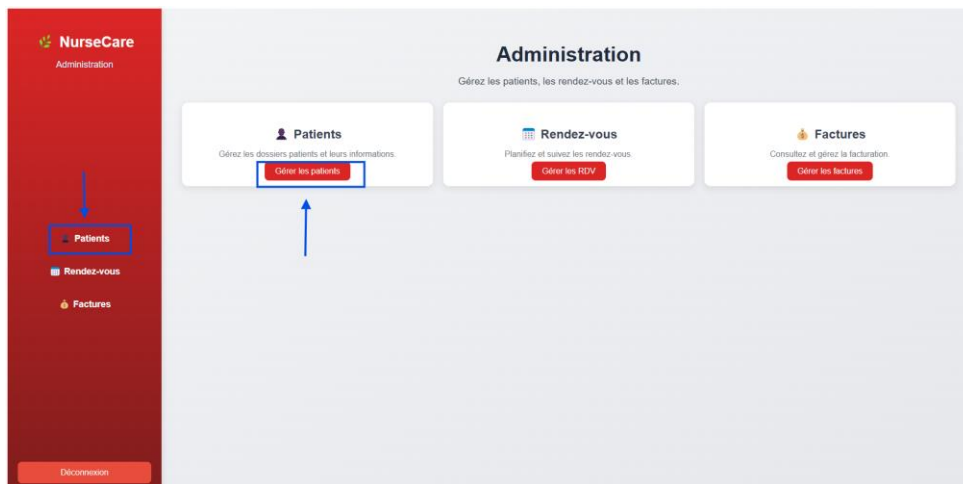 NurseCare
Administration
Patients
Rendez-vous
Factures
Déconnexion
Administration
Gérez les patients, les rendez-vous et les factures.
Patients
Gérez les dossiers patients et leurs informations.
Gérer les patients
Rendez-vous
Planifiez et suivez les rendez-vous.
Gérer les RDV
Factures
Consultez et gérez la facturation.
Gérer les factures